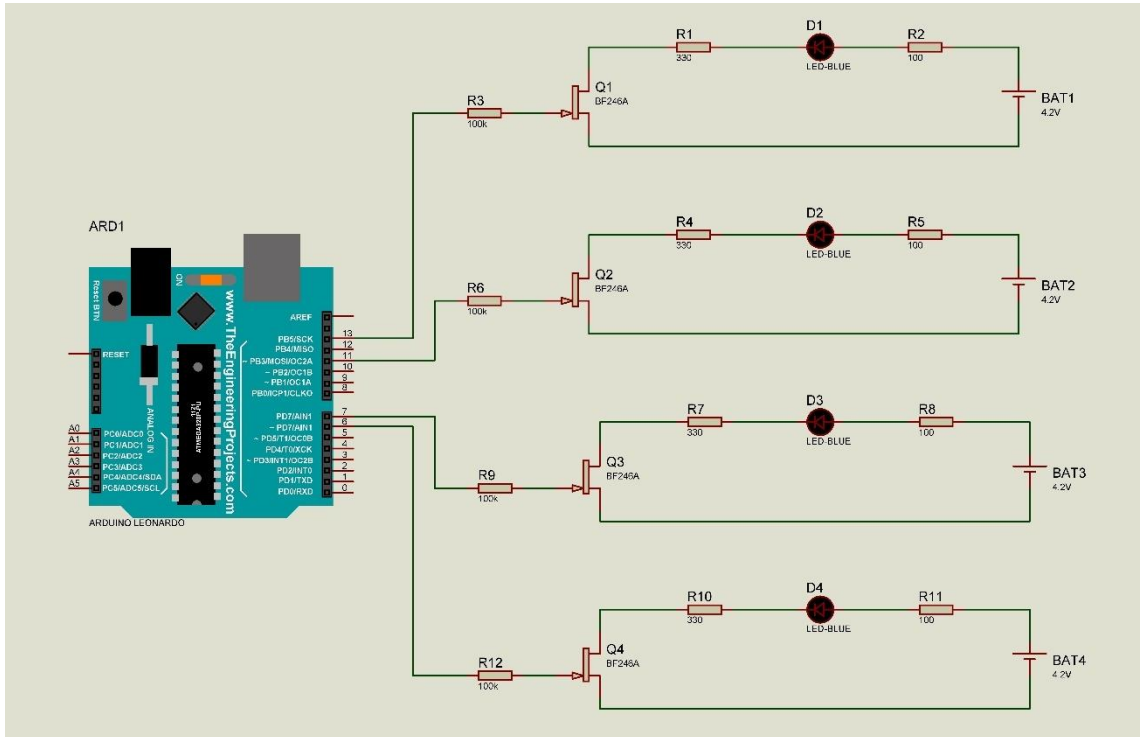 R1
330
D1
LED-BLUE
R2
100
Q1
BF246A
R3
100k
BAT1
4.2V
R4
330
D2
LED-BLUE
R5
100
Q2
BF246A
R6
100k
BAT2
4.2V
R7
330
D3
LED-BLUE
R8
100
Q3
BF246A
R9
100k
BAT3
4.2V
R10
330
D4
LED-BLUE
R11
100
Q4
BF246A
R12
100k
BAT4
4.2V
ARD1
Reset BTN
ON
www.TheEngineeringProjects.com
ANALOG IN
1121
RESET
A0 PC0/ADC0
A1 PC1/ADC1
A2 PC2/ADC2
A3 PC3/ADC3
A4 PC4/ADC4/SDA
A5 PC5/ADC5/SCL
AREF
PB5/SCK 13
PB4/MISO 12
~ PB3/MOSI/OC2A 11
~ PB2/OC1B 10
~ PB1/OC1A 9
PB0/ICP1/CLKO 8
PD7/AIN1 7
~ PD7/AIN1 6
~ PD5/T1/OC0B 5
PD4/T0/XCK 4
~ PD3/INT1/OC2B 3
PD2/INT0 2
PD1/TXD 1
PD0/RXD 0
ARDUINO LEONARDO